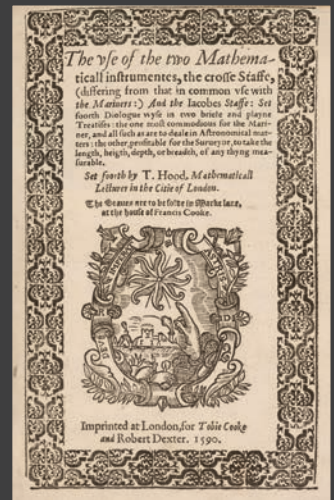 The vse of the two Mathema-
ticall instrumentes, the crosse Staffe,
(differing from that in common vse with
the Mariners:) And the Iacobes Staffe: Set
foorth Dialogue wyse in two briefe and playne
Treatises: the one most commodious for the Mari-
ner, and all such as are to deale in Astronomicall mat-
ters: the other, profitable for the Surueyor, to take the
length, heigth, depth, or breadth, of any thyng mea-
surable.
Set foorth by T. Hood, Mathematicall
Lecturer in the Citie of London.
The Staues are to be solde in Marke lane,
at the house of Francis Cooke.
R D
Imprinted at London, for Tobie Cooke
and Robert Dexter. 1590.